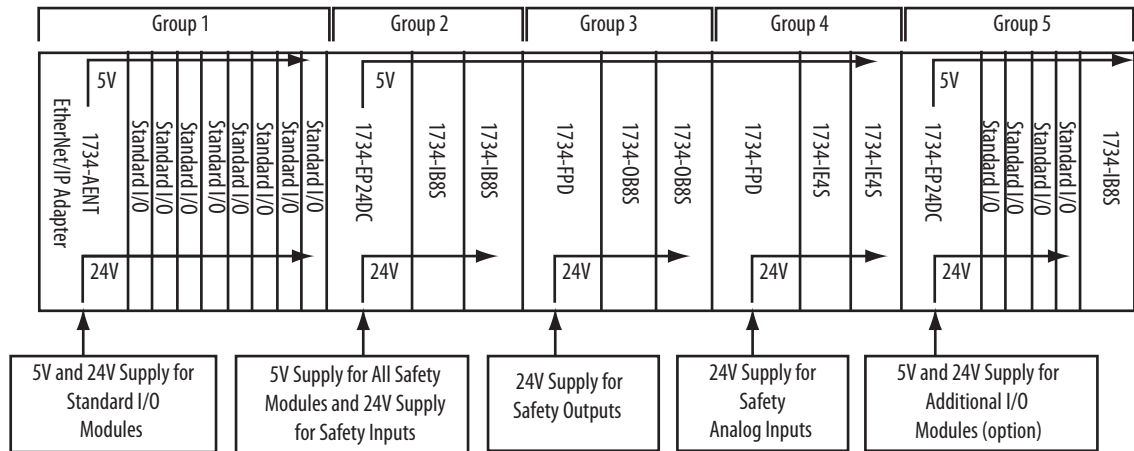 Group 1
Group 2
Group 3
Group 4
Group 5
EtherNet/IP Adapter
1734-AENT
5V
24V
Standard I/O
Standard I/O
Standard I/O
Standard I/O
Standard I/O
Standard I/O
Standard I/O
Standard I/O
1734-EP24DC
5V
24V
1734-IB8S
1734-IB8S
1734-FPD
24V
1734-OB8S
1734-OB8S
1734-FPD
24V
1734-IE4S
1734-IE4S
1734-EP24DC
5V
24V
Standard I/O
Standard I/O
Standard I/O
Standard I/O
1734-IB8S
5V and 24V Supply for
Standard I/O
Modules
5V Supply for All Safety
Modules and 24V Supply
for Safety Inputs
24V Supply for
Safety Outputs
24V Supply for
Safety
Analog Inputs
5V and 24V Supply for
Additional I/O
Modules (option)